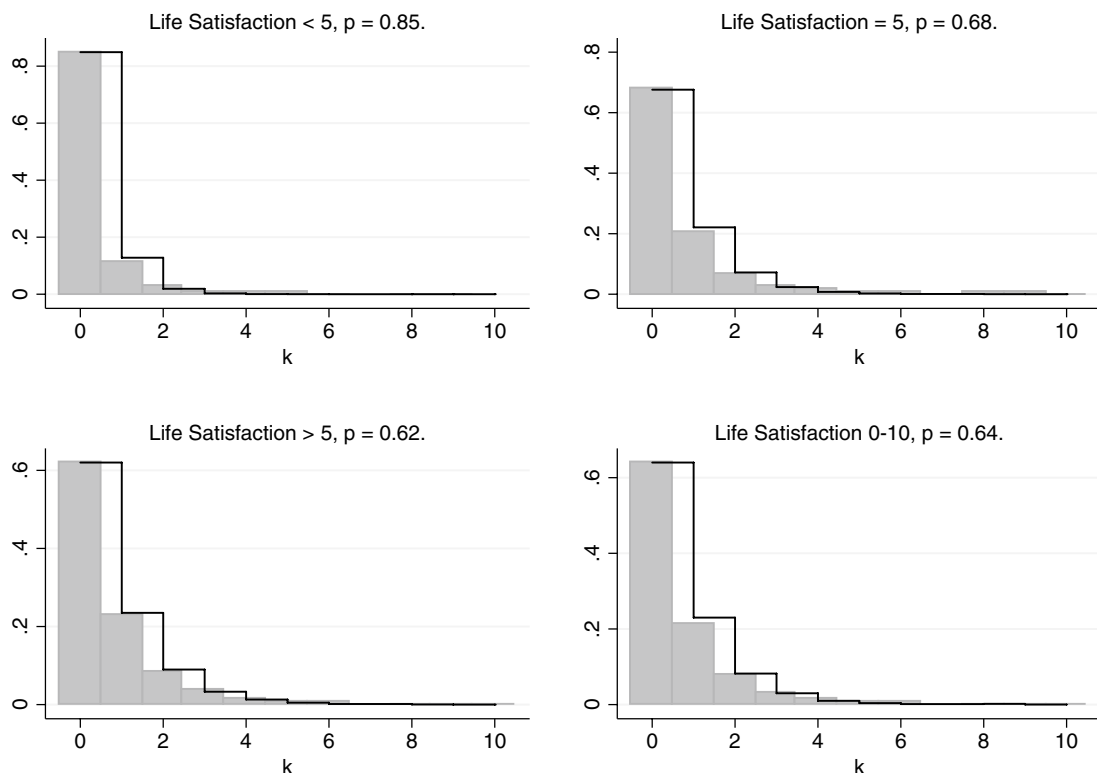 Life Satisfaction < 5, p = 0.85.
.8
.6
.4
.2
0
0 2 4 6 8 10
k
Life Satisfaction = 5, p = 0.68.
.8
.6
.4
.2
0
0 2 4 6 8 10
k
Life Satisfaction > 5, p = 0.62.
.6
.4
.2
0
0 2 4 6 8 10
k
Life Satisfaction 0-10, p = 0.64.
.6
.4
.2
0
0 2 4 6 8 10
k